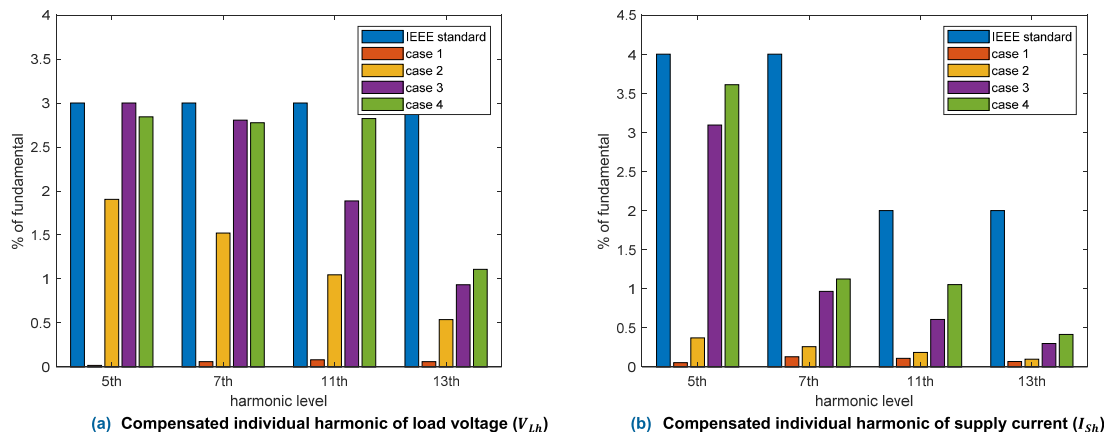 4
3.5
3
2.5
2
1.5
1
0.5
0
% of fundamental
IEEE standard
case 1
case 2
case 3
case 4
5th 7th 11th 13th
harmonic level
(a) Compensated individual harmonic of load voltage (V_{Lh})
4.5
4
3.5
3
2.5
2
1.5
1
0.5
0
% of fundamental
IEEE standard
case 1
case 2
case 3
case 4
5th 7th 11th 13th
harmonic level
(b) Compensated individual harmonic of supply current (I_{Sh})